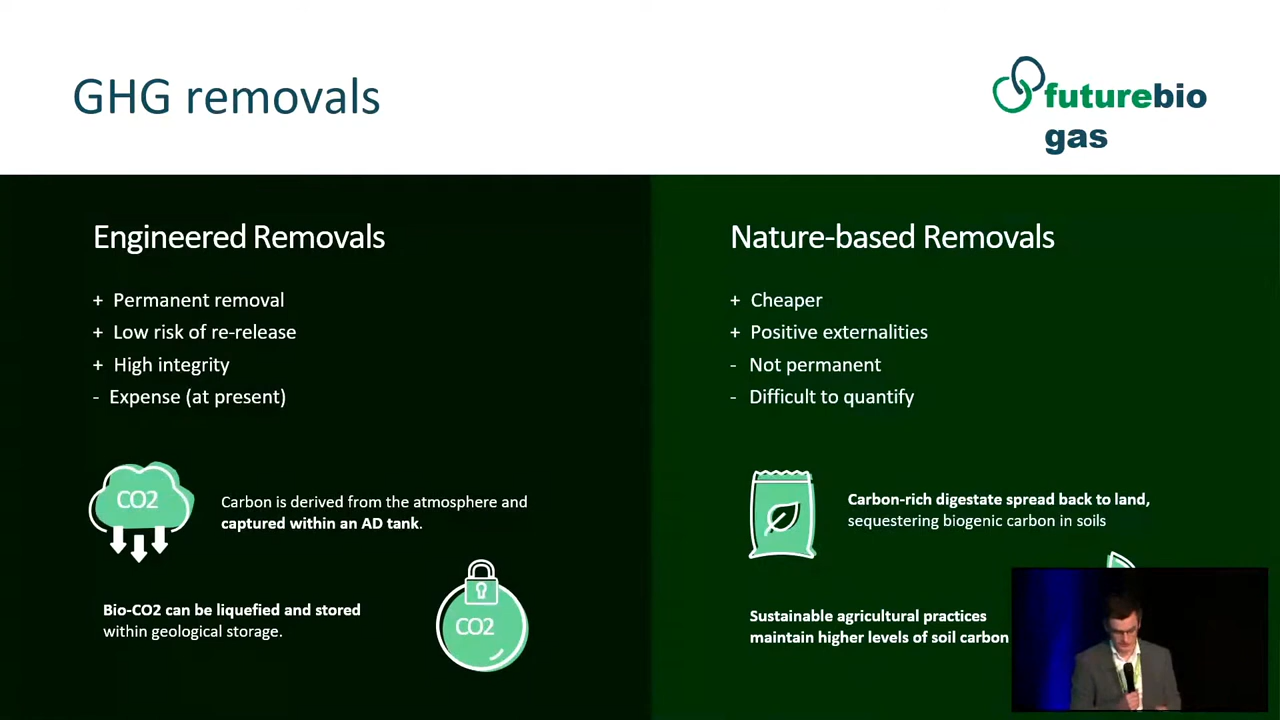 GHG removals
futurebio
gas
Engineered Removals
+ Permanent removal
+ Low risk of re-release
+ High integrity
- Expense (at present)
CO2
Carbon is derived from the atmosphere and
captured within an AD tank.
Bio-CO2 can be liquefied and stored
within geological storage.
CO2
Nature-based Removals
+ Cheaper
+ Positive externalities
- Not permanent
- Difficult to quantify
Carbon-rich digestate spread back to land,
sequestering biogenic carbon in soils
Sustainable agricultural practices
maintain higher levels of soil carbon